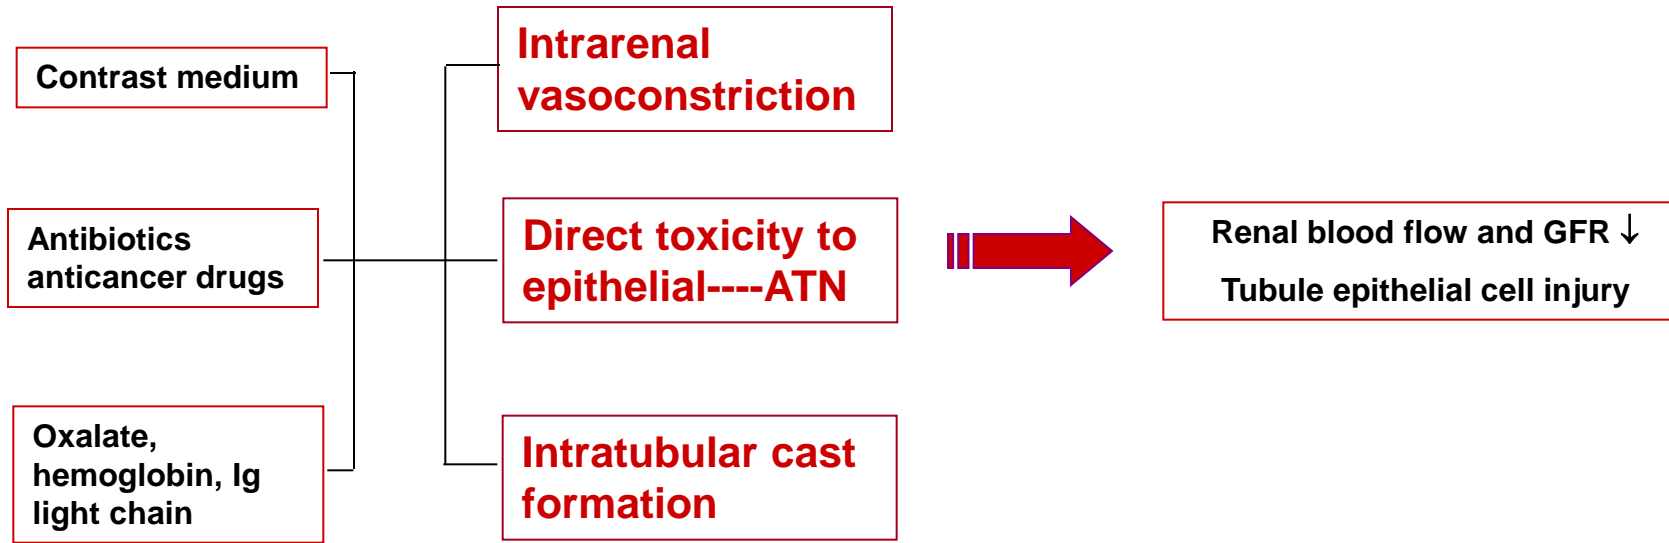 Contrast medium
Antibiotics
anticancer drugs
Oxalate,
hemoglobin, Ig
light chain
Intrarenal
vasoconstriction
Direct toxicity to
epithelial----ATN
Intratubular cast
formation
Renal blood flow and GFR ↓
Tubule epithelial cell injury